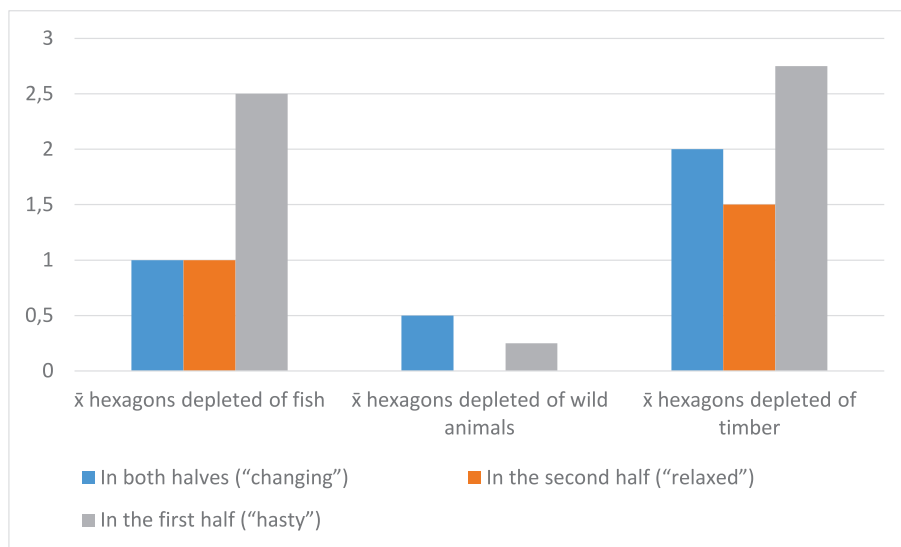 3
2,5
2
1,5
1
0,5
0
x̄ hexagons depleted of fish
x̄ hexagons depleted of wild
animals
x̄ hexagons depleted of
timber
In both halves (“changing”)
In the second half (“relaxed”)
In the first half (“hasty”)